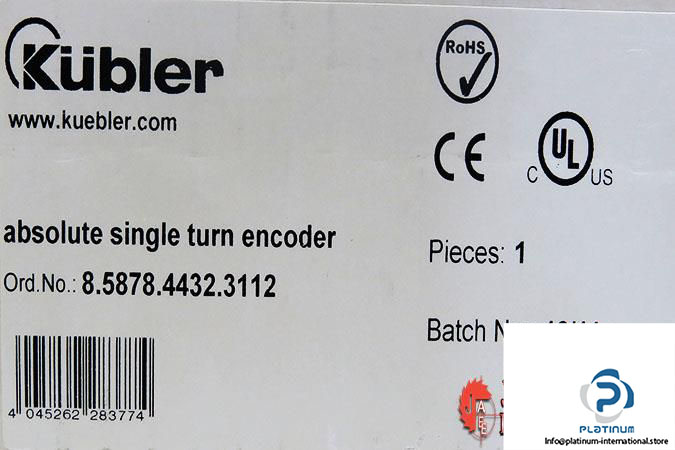 Kübler
www.kuebler.com
RoHS
CE
C UL US
absolute single turn encoder
Ord.No.: 8.5878.4432.3112
Pieces: 1
Batch
4 045262 283774
PLATINUM
Info@platinum-international.store